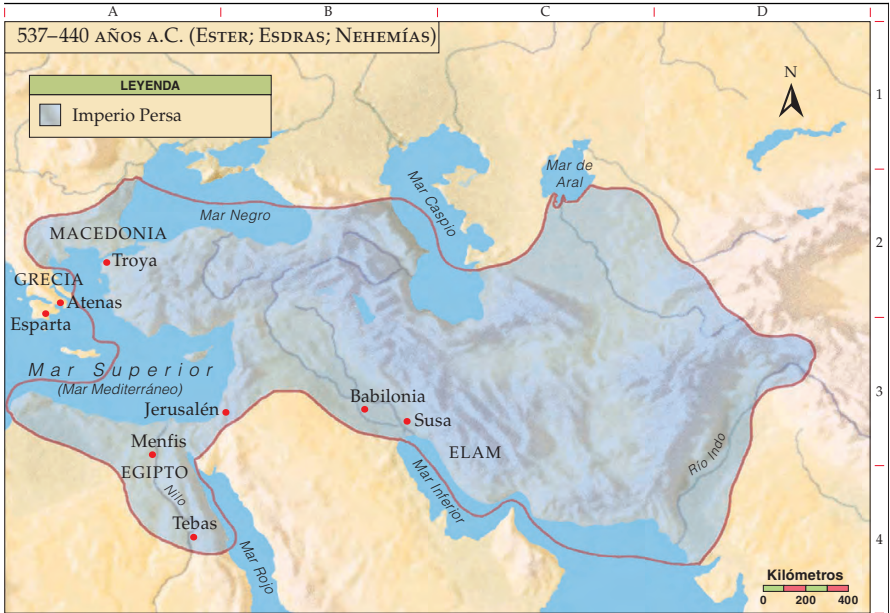 A B C D
537–440 AÑOS A.C. (ESTER; ESDRAS; NEHEMÍAS)
LEYENDA
Imperio Persa
N
1
Mar de
Aral
Mar Caspio
Mar Negro
MACEDONIA
2
Troya
GRECIA
Atenas
Esparta
Mar Superior
(Mar Mediterráneo)
3
Babilonia
Jerusalén
Susa
Menfis
ELAM
Río Indo
EGIPTO
Mar Inferior
Nilo
Tebas
4
Mar Rojo
Kilómetros
0 200 400